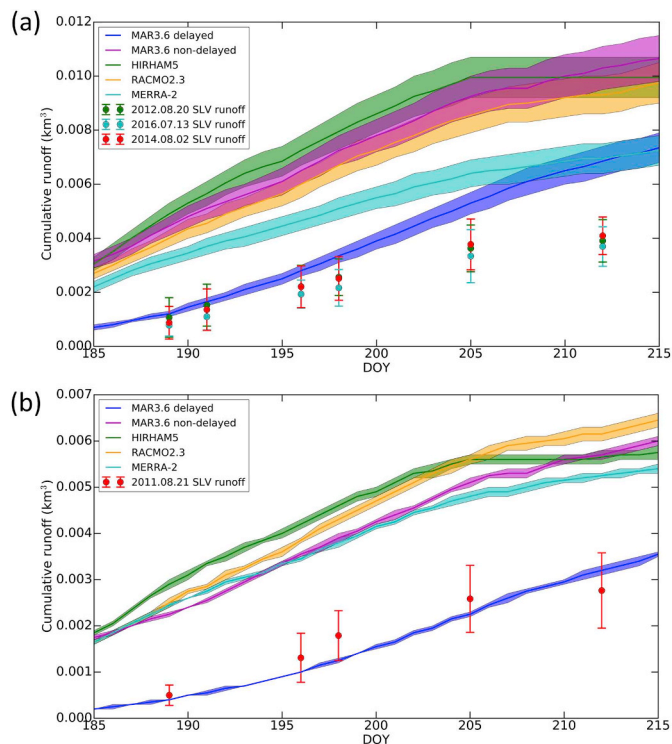 (a)
0.012
0.010
0.008
0.006
0.004
0.002
0.000
Cumulative runoff (km³)
MAR3.6 delayed
MAR3.6 non-delayed
HIRHAM5
RACMO2.3
MERRA-2
2012.08.20 SLV runoff
2016.07.13 SLV runoff
2014.08.02 SLV runoff
185 190 195 200 205 210 215
DOY
(b)
0.007
0.006
0.005
0.004
0.003
0.002
0.001
0.000
Cumulative runoff (km³)
MAR3.6 delayed
MAR3.6 non-delayed
HIRHAM5
RACMO2.3
MERRA-2
2011.08.21 SLV runoff
185 190 195 200 205 210 215
DOY